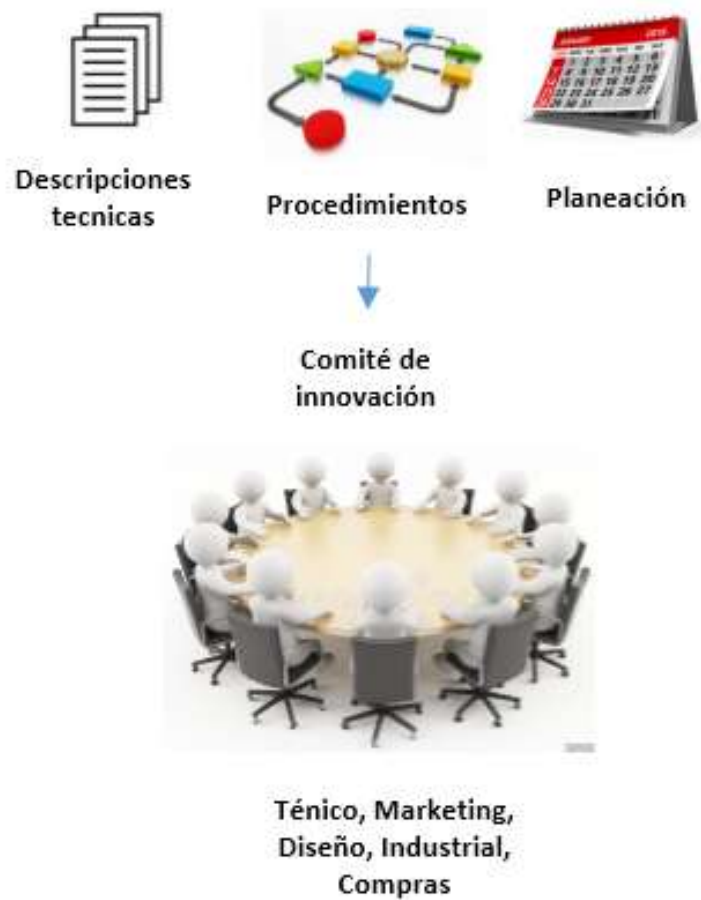 Descripciones
tecnicas
Procedimientos
Planeación
Comité de
innovación
Ténico, Marketing,
Diseño, Industrial,
Compras